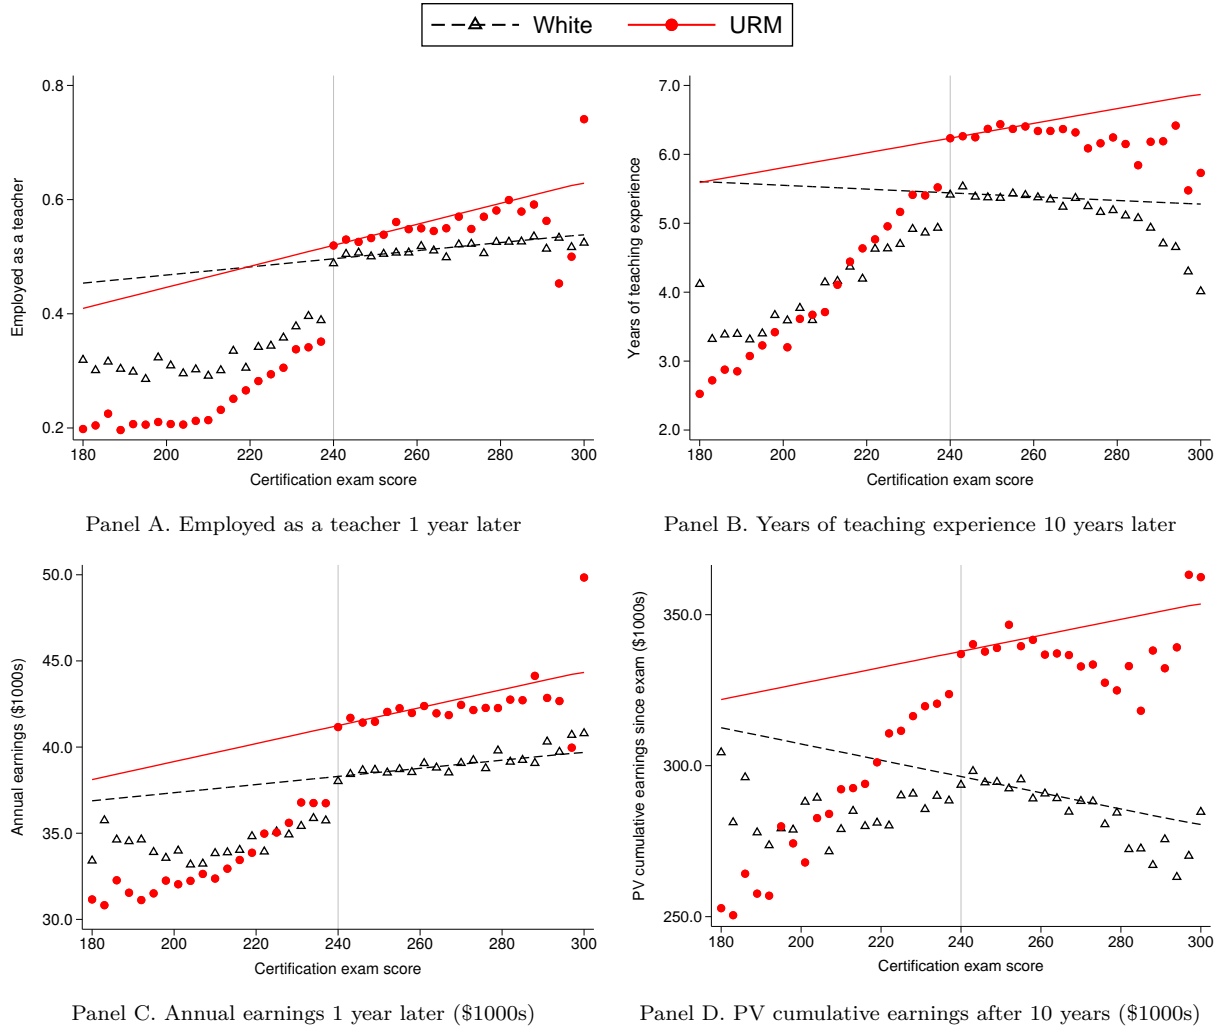 White URM
0.8
0.6
0.4
0.2
Employed as a teacher
180 200 220 240 260 280 300
Certification exam score
Panel A. Employed as a teacher 1 year later
7.0
6.0
5.0
4.0
3.0
2.0
Years of teaching experience
180 200 220 240 260 280 300
Certification exam score
Panel B. Years of teaching experience 10 years later
50.0
45.0
40.0
35.0
30.0
Annual earnings ($1000s)
180 200 220 240 260 280 300
Certification exam score
Panel C. Annual earnings 1 year later ($1000s)
350.0
300.0
250.0
PV cumulative earnings since exam ($1000s)
180 200 220 240 260 280 300
Certification exam score
Panel D. PV cumulative earnings after 10 years ($1000s)